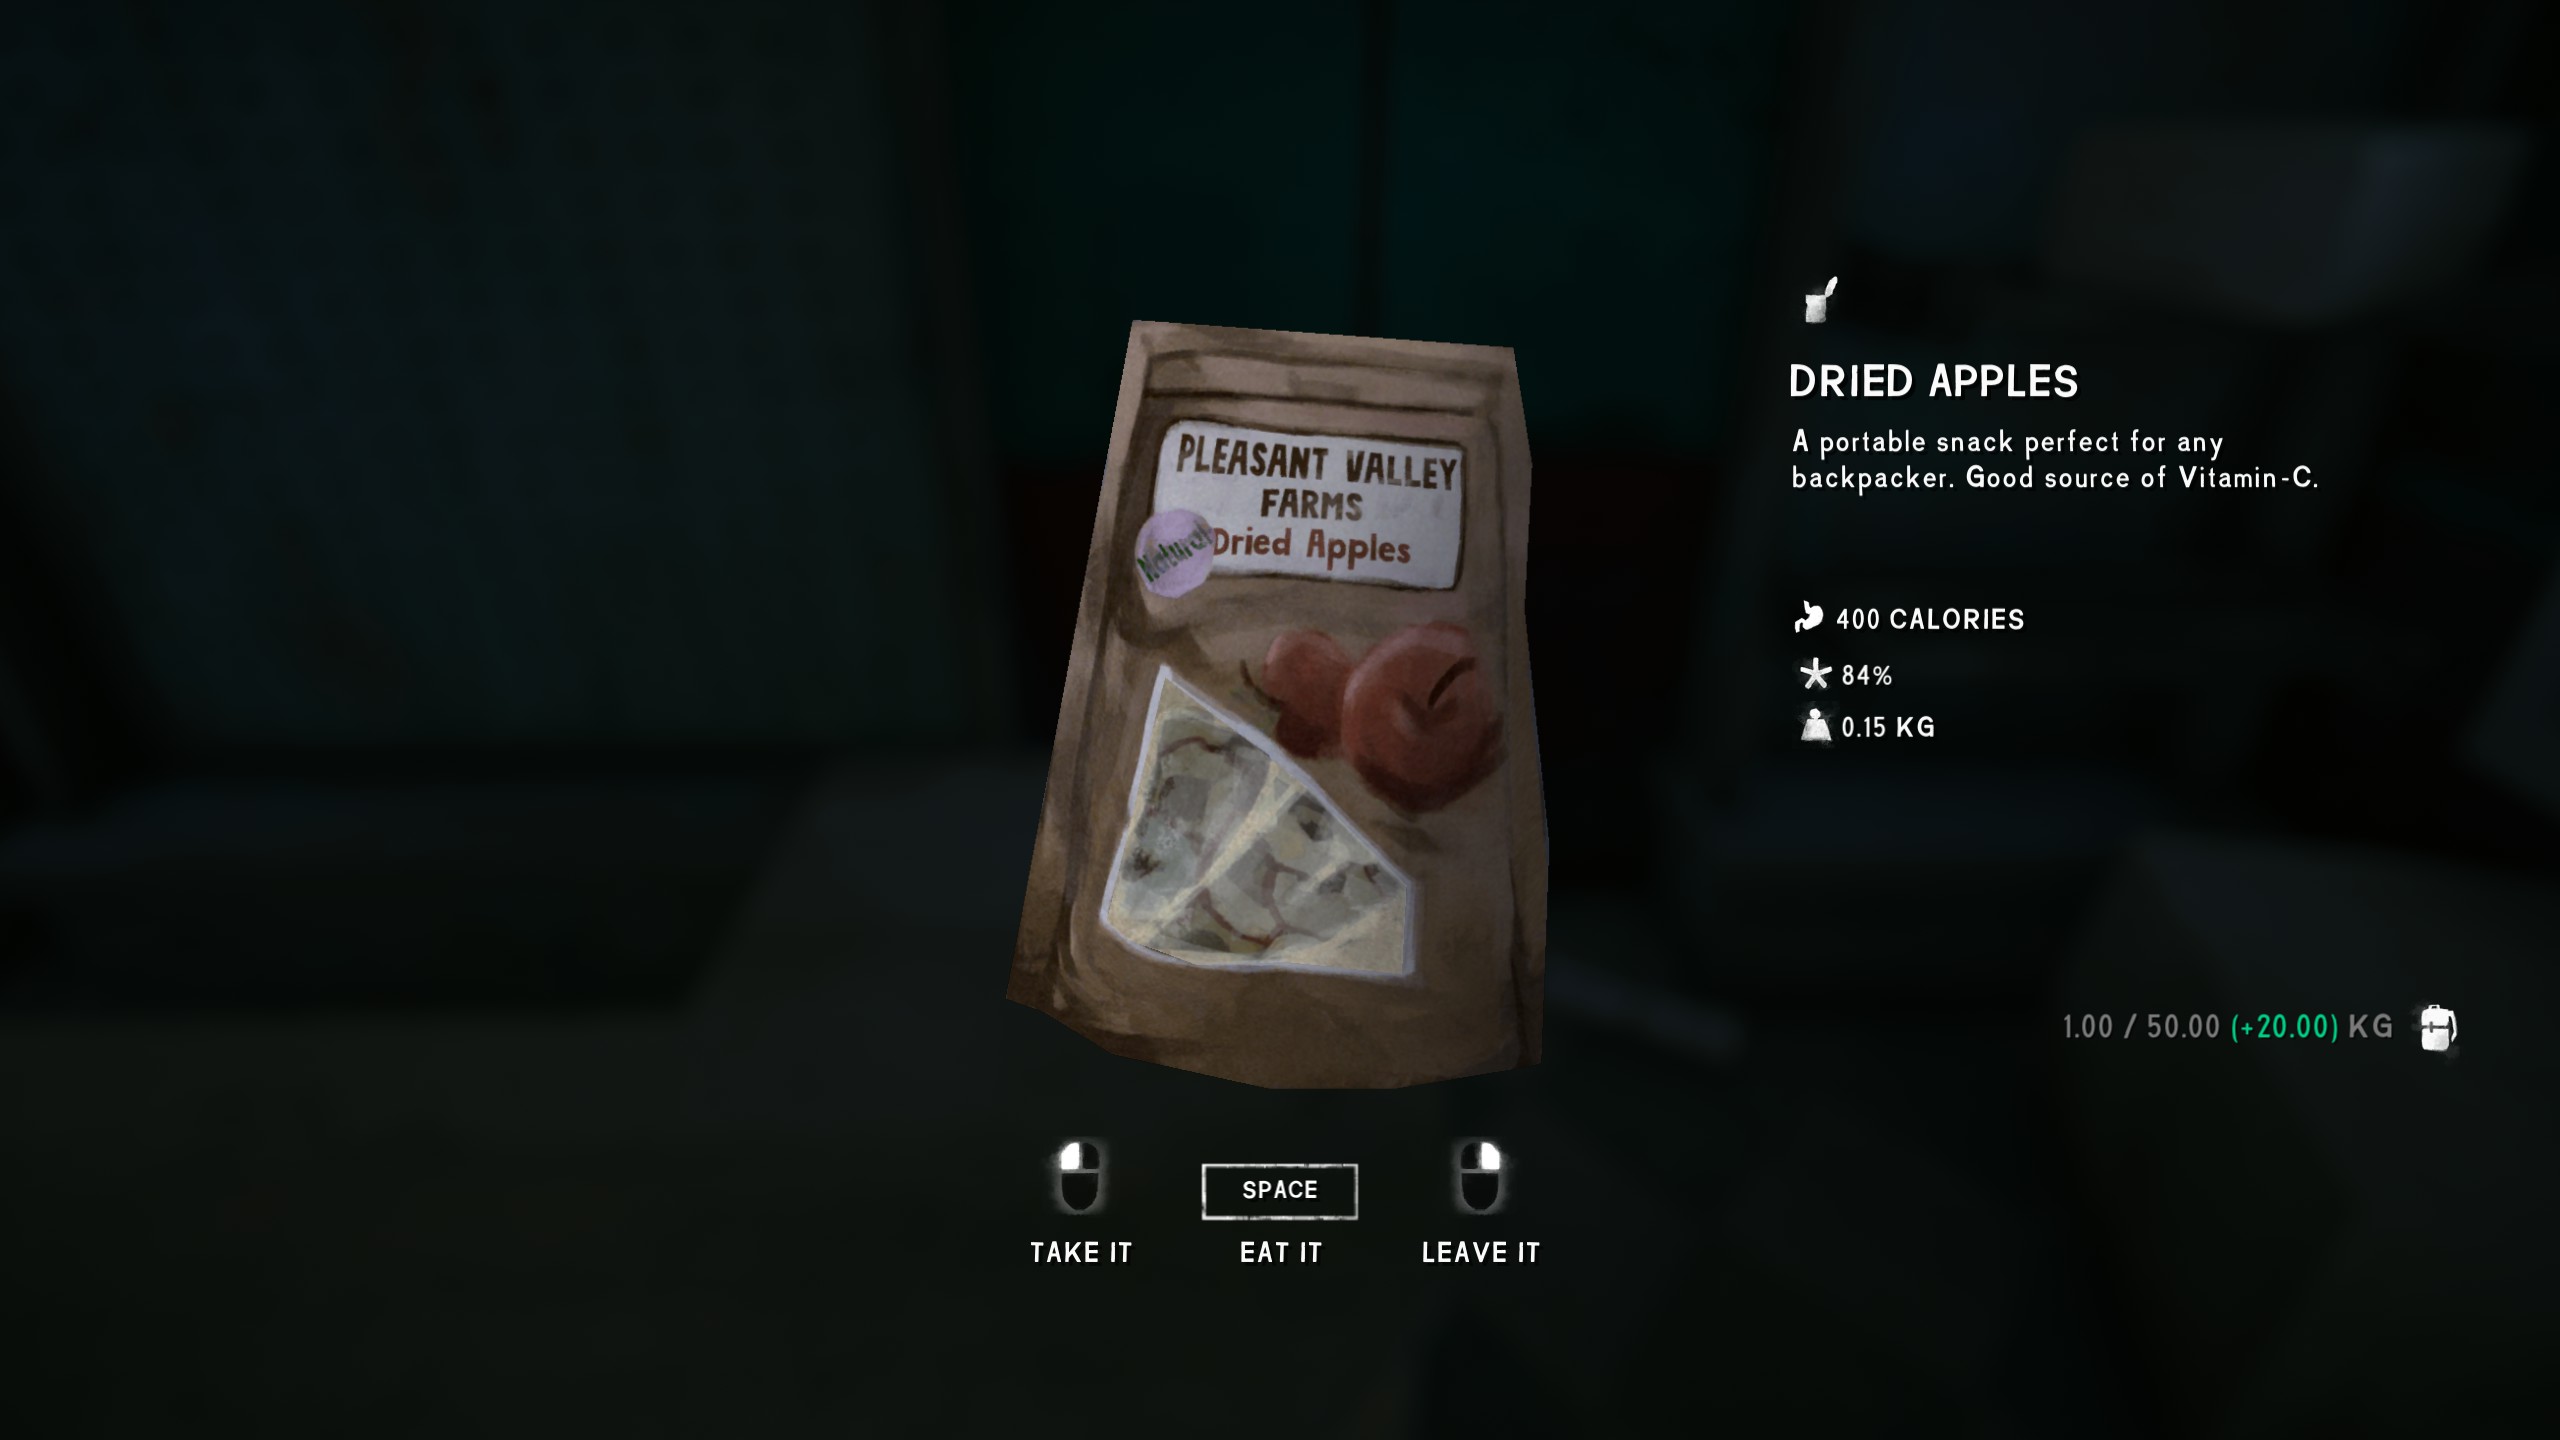 PLEASANT VALLEY
FARMS
Natural
Dried Apples
DRIED APPLES
A portable snack perfect for any
backpacker. Good source of Vitamin-C.
400 CALORIES
84%
0.15 KG
1.00 / 50.00 (+20.00) KG
SPACE
TAKE IT
EAT IT
LEAVE IT